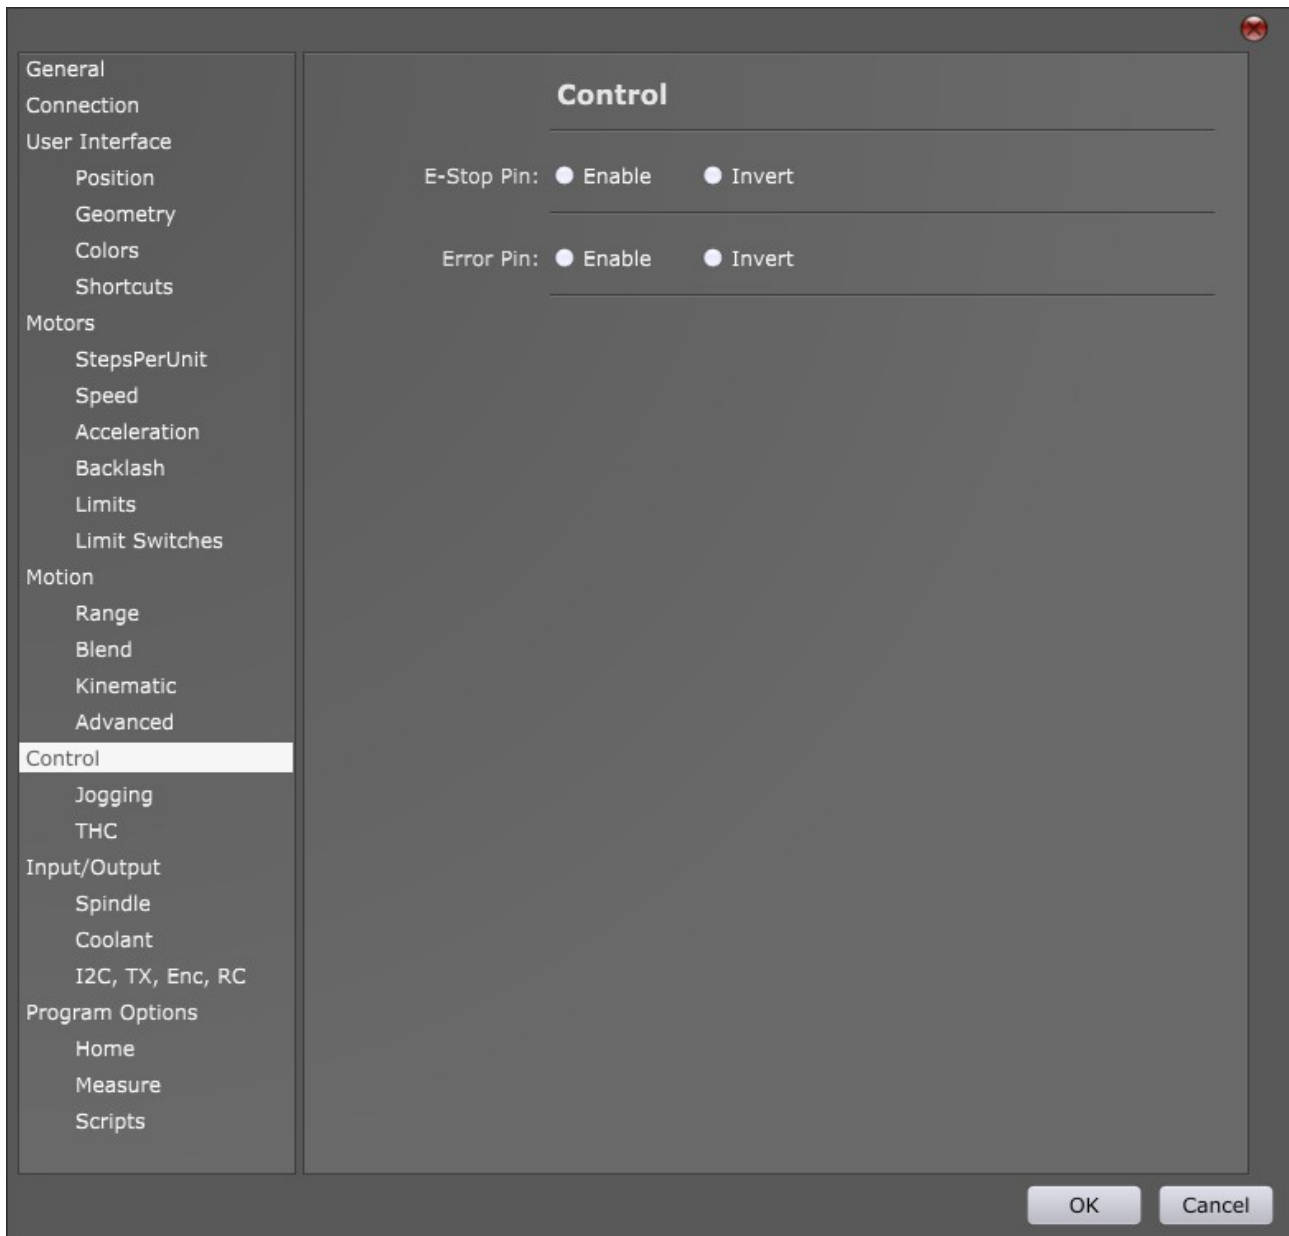 General
Connection
User Interface
Position
Geometry
Colors
Shortcuts
Motors
StepsPerUnit
Speed
Acceleration
Backlash
Limits
Limit Switches
Motion
Range
Blend
Kinematic
Advanced
Control
Jogging
THC
Input/Output
Spindle
Coolant
I2C, TX, Enc, RC
Program Options
Home
Measure
Scripts
Control
E-Stop Pin: Enable Invert
Error Pin: Enable Invert
OK Cancel